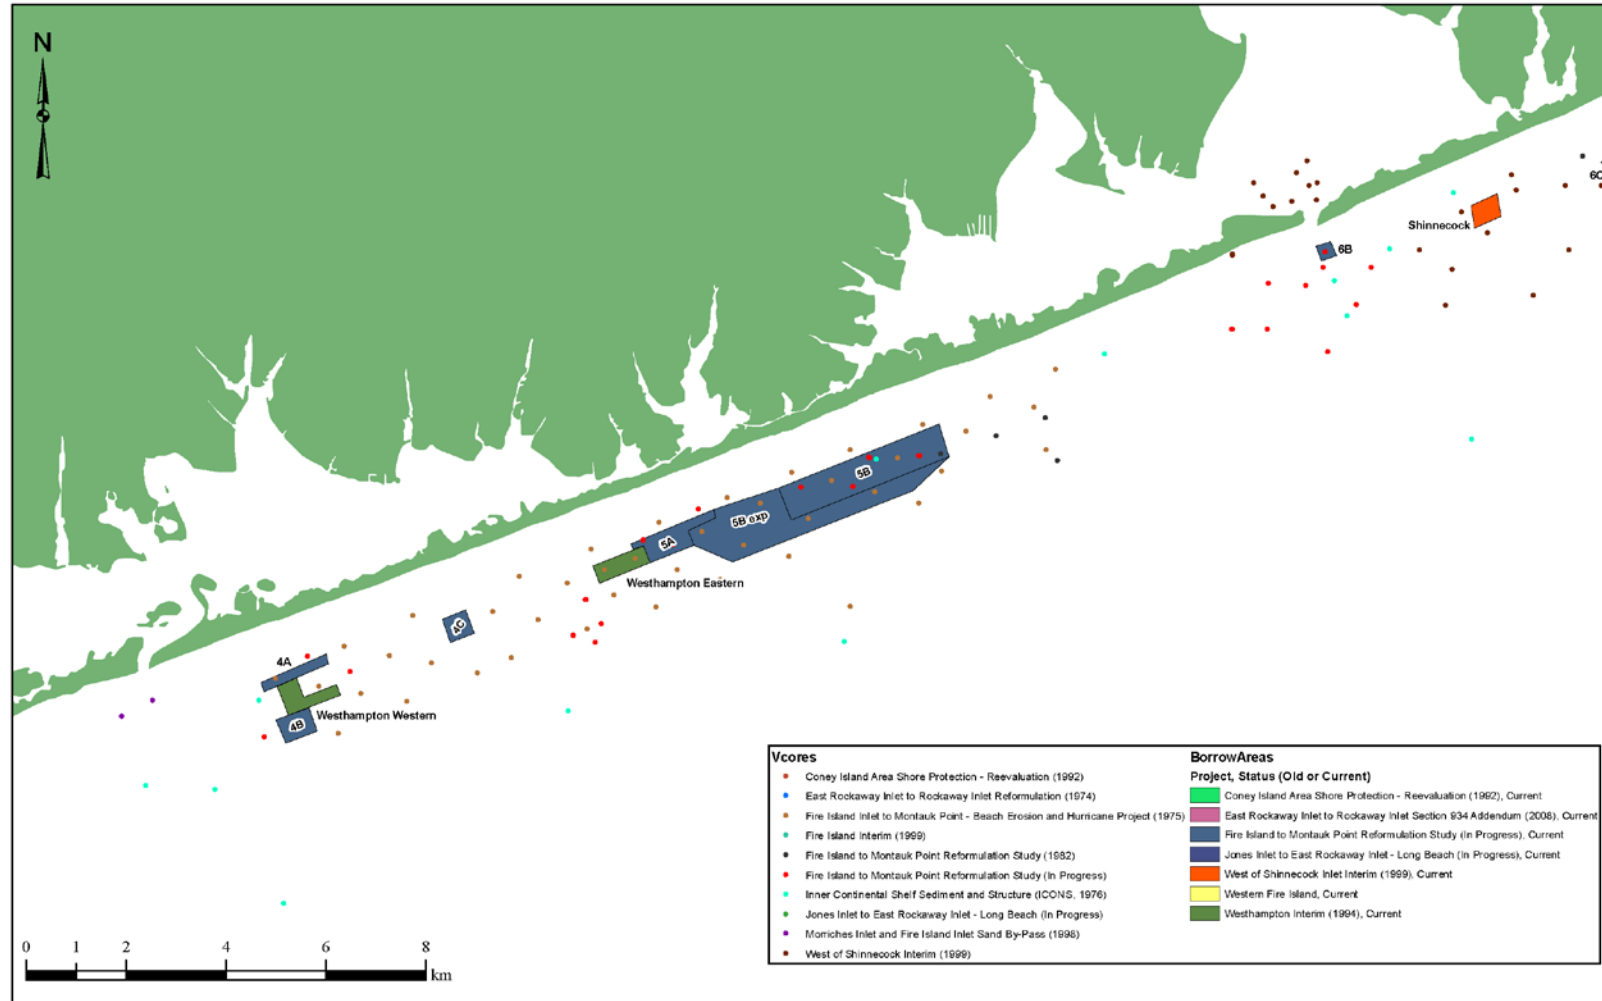 N
6C
Shinnecock
6B
5B
5B exp
5A
Westhampton Eastern
4C
4A
Westhampton Western
4B
Vcores
Coney Island Area Shore Protection - Reevaluation (1992)
East Rockaway Inlet to Rockaway Inlet Reformulation (1974)
Fire Island Inlet to Montauk Point - Beach Erosion and Hurricane Project (1975)
Fire Island Interim (1999)
Fire Island to Montauk Point Reformulation Study (1982)
Fire Island to Montauk Point Reformulation Study (In Progress)
Inner Continental Shelf Sediment and Structure (ICONS, 1976)
Jones Inlet to East Rockaway Inlet - Long Beach (In Progress)
Morriches Inlet and Fire Island Inlet Sand By-Pass (1998)
West of Shinnecock Interim (1999)
BorrowAreas
Project, Status (Old or Current)
Coney Island Area Shore Protection - Reevaluation (1992), Current
East Rockaway Inlet to Rockaway Inlet Section 934 Addendum (2008), Current
Fire Island to Montauk Point Reformulation Study (In Progress), Current
Jones Inlet to East Rockaway Inlet - Long Beach (In Progress), Current
West of Shinnecock Inlet Interim (1999), Current
Western Fire Island, Current
Westhampton Interim (1994), Current
0 1 2 4 6 8
km